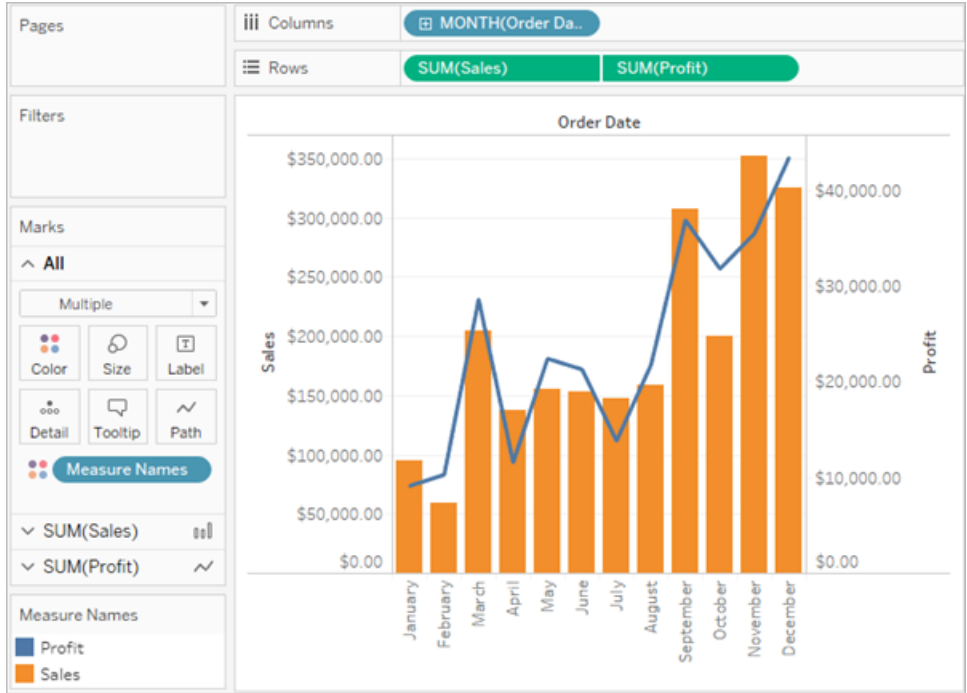 Pages
iii Columns
MONTH(Order Da..
Rows
SUM(Sales)
SUM(Profit)
Filters
Marks
All
Multiple
Color
Size
Label
Detail
Tooltip
Path
Measure Names
SUM(Sales)
SUM(Profit)
Measure Names
Profit
Sales
Order Date
Sales
$350,000.00
$300,000.00
$250,000.00
$200,000.00
$150,000.00
$100,000.00
$50,000.00
$0.00
Profit
$40,000.00
$30,000.00
$20,000.00
$10,000.00
$0.00
January
February
March
April
May
June
July
August
September
October
November
December